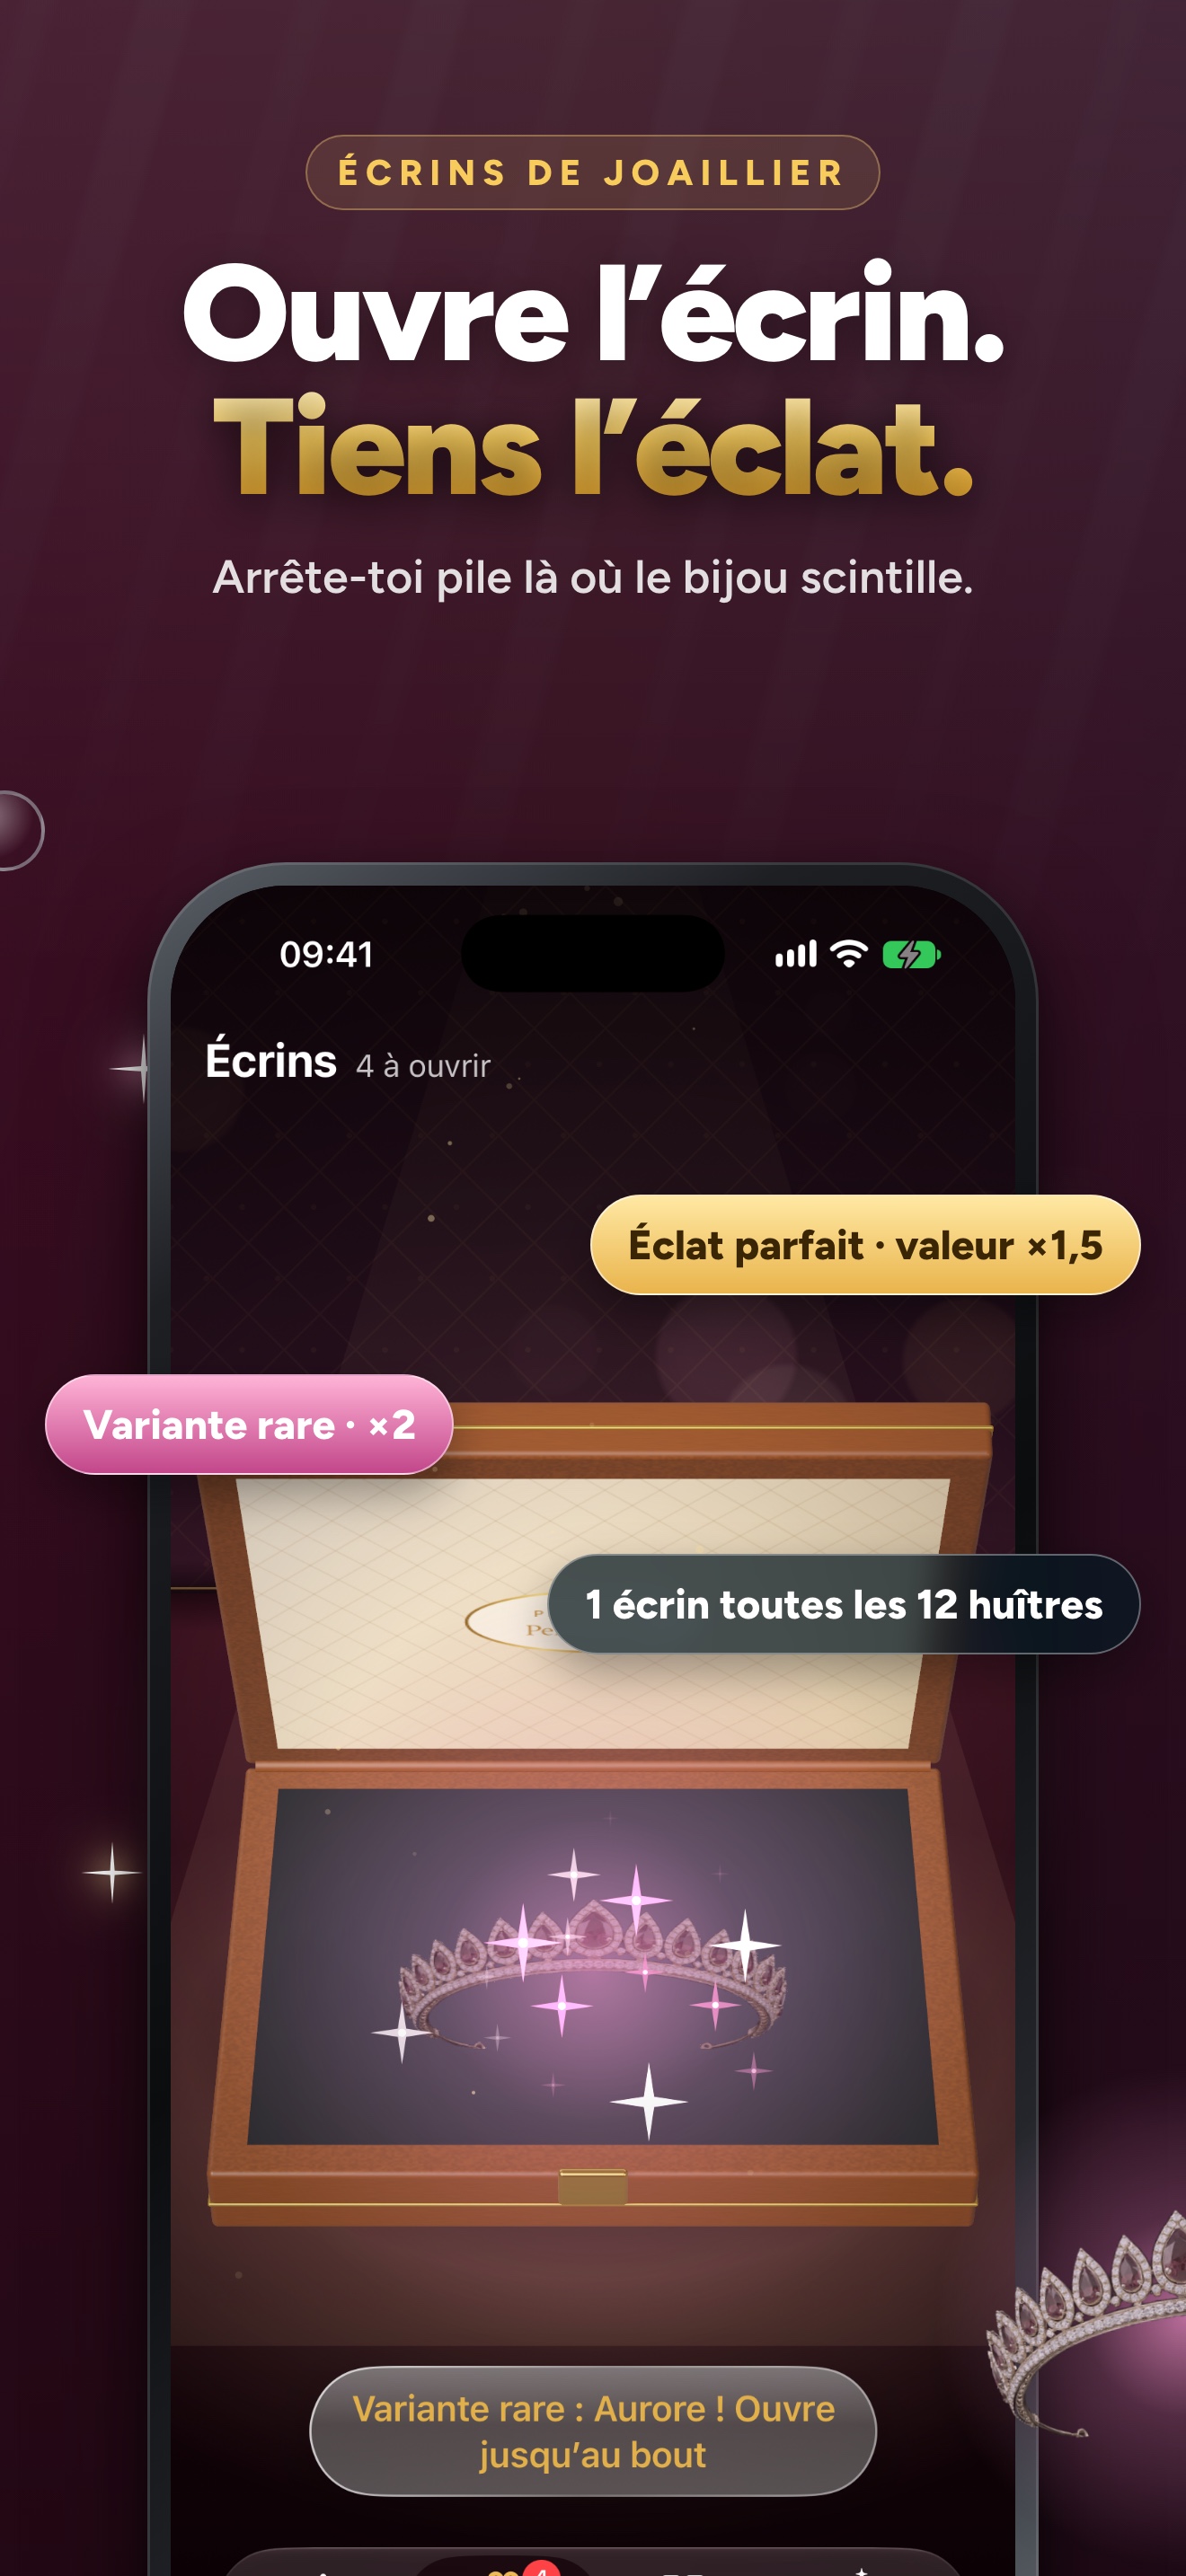 ÉCRINS DE JOAILLIER
Ouvre l’écrin.
Tiens l’éclat.
Arrête-toi pile là où le bijou scintille.
09:41
Écrins 4 à ouvrir
Éclat parfait · valeur ×1,5
Variante rare · ×2
1 écrin toutes les 12 huîtres
Variante rare : Aurore ! Ouvre
jusqu’au bout